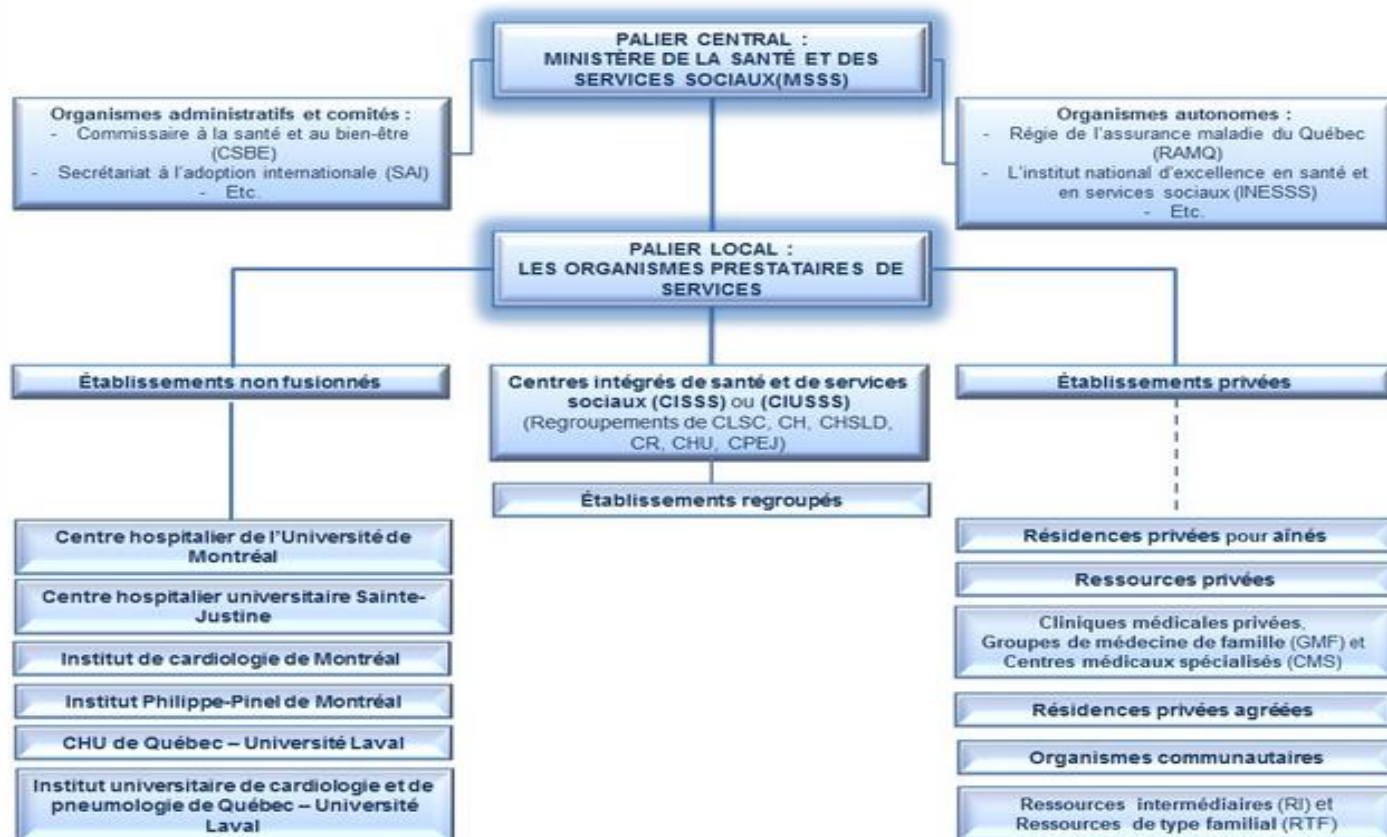 PALIER CENTRAL :
MINISTÈRE DE LA SANTÉ ET DES
SERVICES SOCIAUX(MSSS)
Organismes administratifs et comités :
- Commissaire à la santé et au bien-être
(CSBE)
- Secrétariat à l'adoption internationale (SAI)
- Etc.
Organismes autonomes :
- Régie de l'assurance maladie du Québec
(RAMQ)
- L'institut national d'excellence en santé et
en services sociaux (INESSS)
- Etc.
PALIER LOCAL :
LES ORGANISMES PRESTATAIRES DE
SERVICES
Établissements non fusionnés
Centres intégrés de santé et de services
sociaux (CISSS) ou (CIUSSS)
(Regroupements de CLSC, CH, CHSLD,
CR, CHU, CPEJ)
Établissements privées
Établissements regroupés
Centre hospitalier de l'Université de
Montréal
Centre hospitalier universitaire Sainte-
Justine
Institut de cardiologie de Montréal
Institut Philippe-Pinel de Montréal
CHU de Québec – Université Laval
Institut universitaire de cardiologie et de
pneumologie de Québec – Université
Laval
Résidences privées pour aînés
Ressources privées
Cliniques médicales privées,
Groupes de médecine de famille (GMF) et
Centres médicaux spécialisés (CMS)
Résidences privées agréées
Organismes communautaires
Ressources intermédiaires (RI) et
Ressources de type familial (RTF)